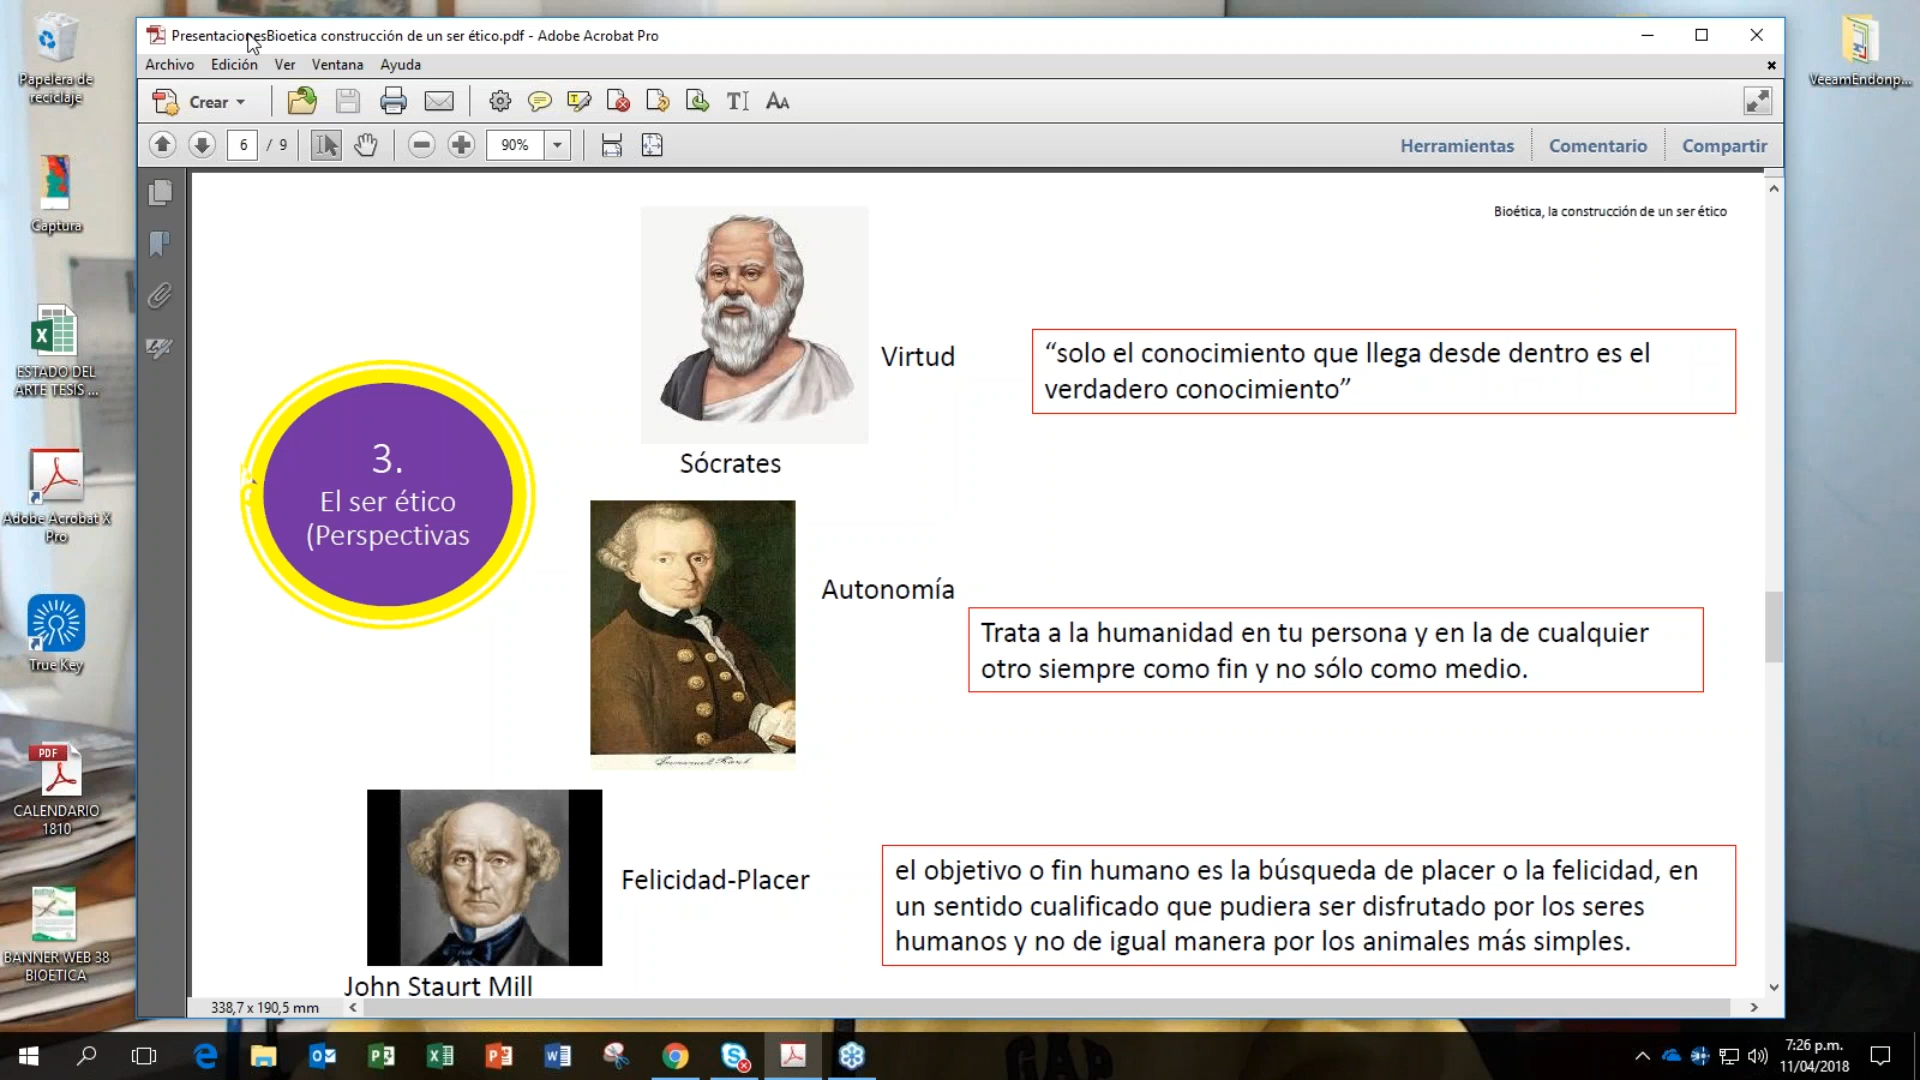 PresentacionesBioetica construcción de un ser ético.pdf - Adobe Acrobat Pro
Archivo Edición Ver Ventana Ayuda
Crear
6 / 9 90% Herramientas Comentario Compartir
Bioética, la construcción de un ser ético
Virtud
“solo el conocimiento que llega desde dentro es el
verdadero conocimiento”
Sócrates
3.
El ser ético
(Perspectivas
Autonomía
Trata a la humanidad en tu persona y en la de cualquier
otro siempre como fin y no sólo como medio.
Immanuel Kant
Felicidad-Placer
el objetivo o fin humano es la búsqueda de placer o la felicidad, en
un sentido cualificado que pudiera ser disfrutado por los seres
humanos y no de igual manera por los animales más simples.
John Staurt Mill
338,7 x 190,5 mm
Papelera de
reciclaje
Captura
ESTADO DEL
ARTE TESIS ...
Adobe Acrobat X
Pro
True Key
PDF
CALENDARIO
1810
BANNER WEB 38
BIOETICA
VeeamEndonp...
GAP
7:26 p.m.
11/04/2018